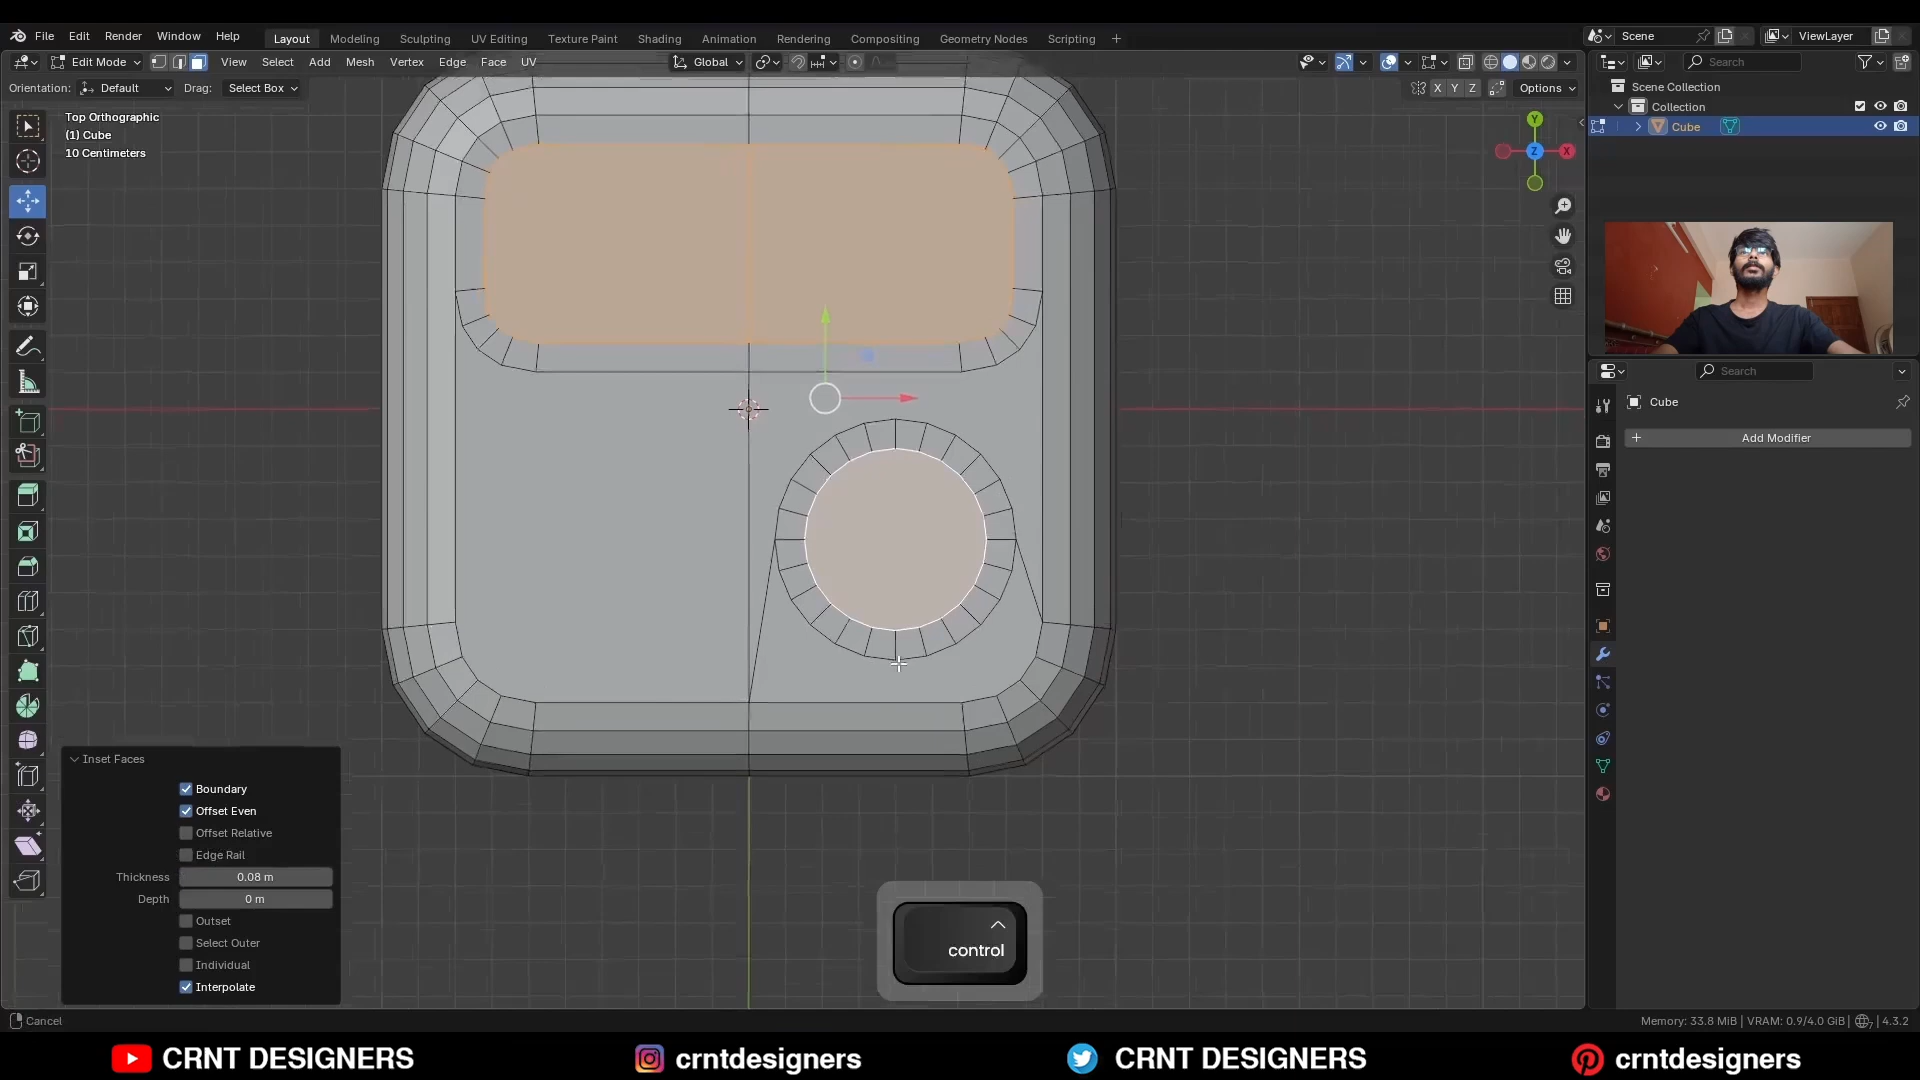 File Edit Render Window Help Layout Modeling Sculpting UV Editing Texture Paint Shading Animation Rendering Compositing Geometry Nodes Scripting + Scene ViewLayer
Edit Mode View Select Add Mesh Vertex Edge Face UV Global Search
Orientation: Default Drag: Select Box X Y Z Options Scene Collection
Top Orthographic
(1) Cube
10 Centimeters
Collection
Cube
Y
Z
X
Search
Cube
+ Add Modifier
Inset Faces
Boundary
Offset Even
Offset Relative
Edge Rail
Thickness 0.08 m
Depth 0 m
Outset
Select Outer
Individual
Interpolate
control
Cancel Memory: 33.8 MiB | VRAM: 0.9/4.0 GiB | 7 | 4.3.2
CRNT DESIGNERS crntdesigners CRNT DESIGNERS crntdesigners